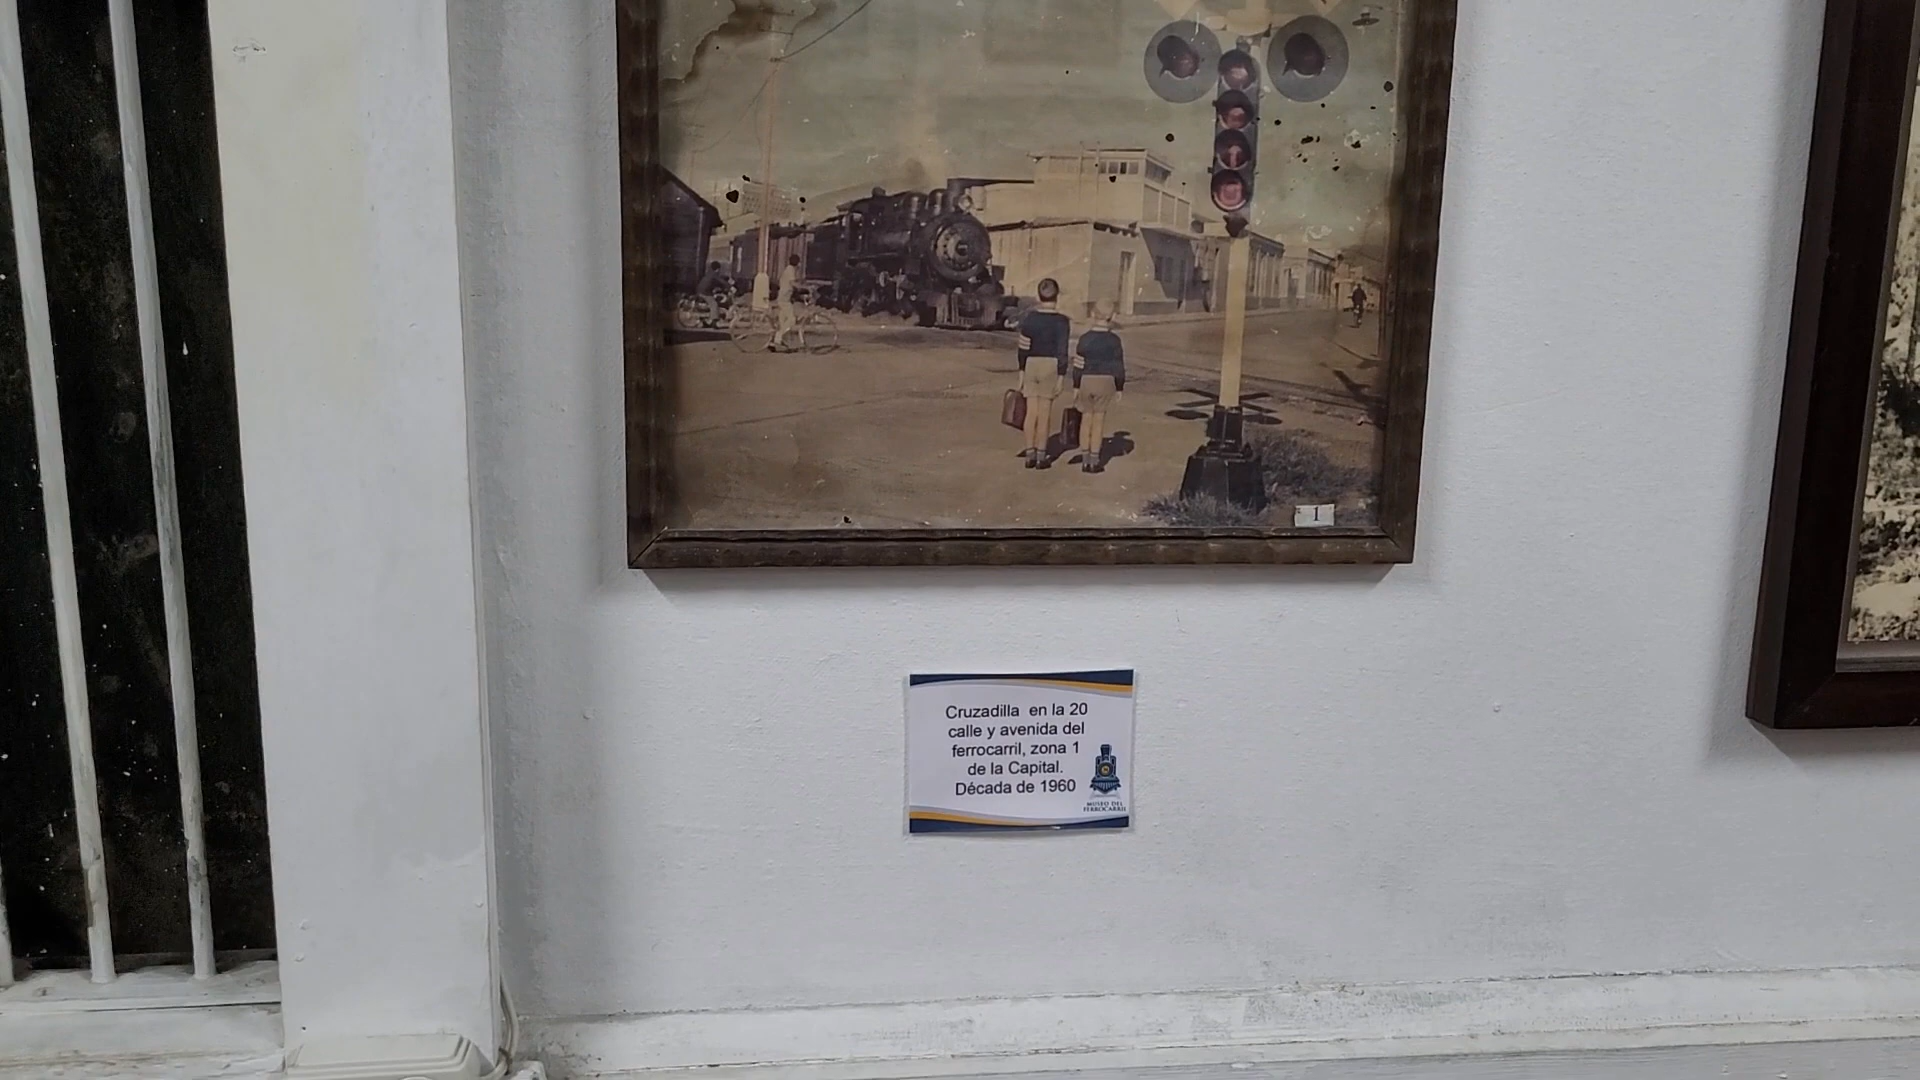 1
Cruzadilla en la 20
calle y avenida del
ferrocarril, zona 1
de la Capital.
Década de 1960
MUSEO DEL
FERROCARRIL